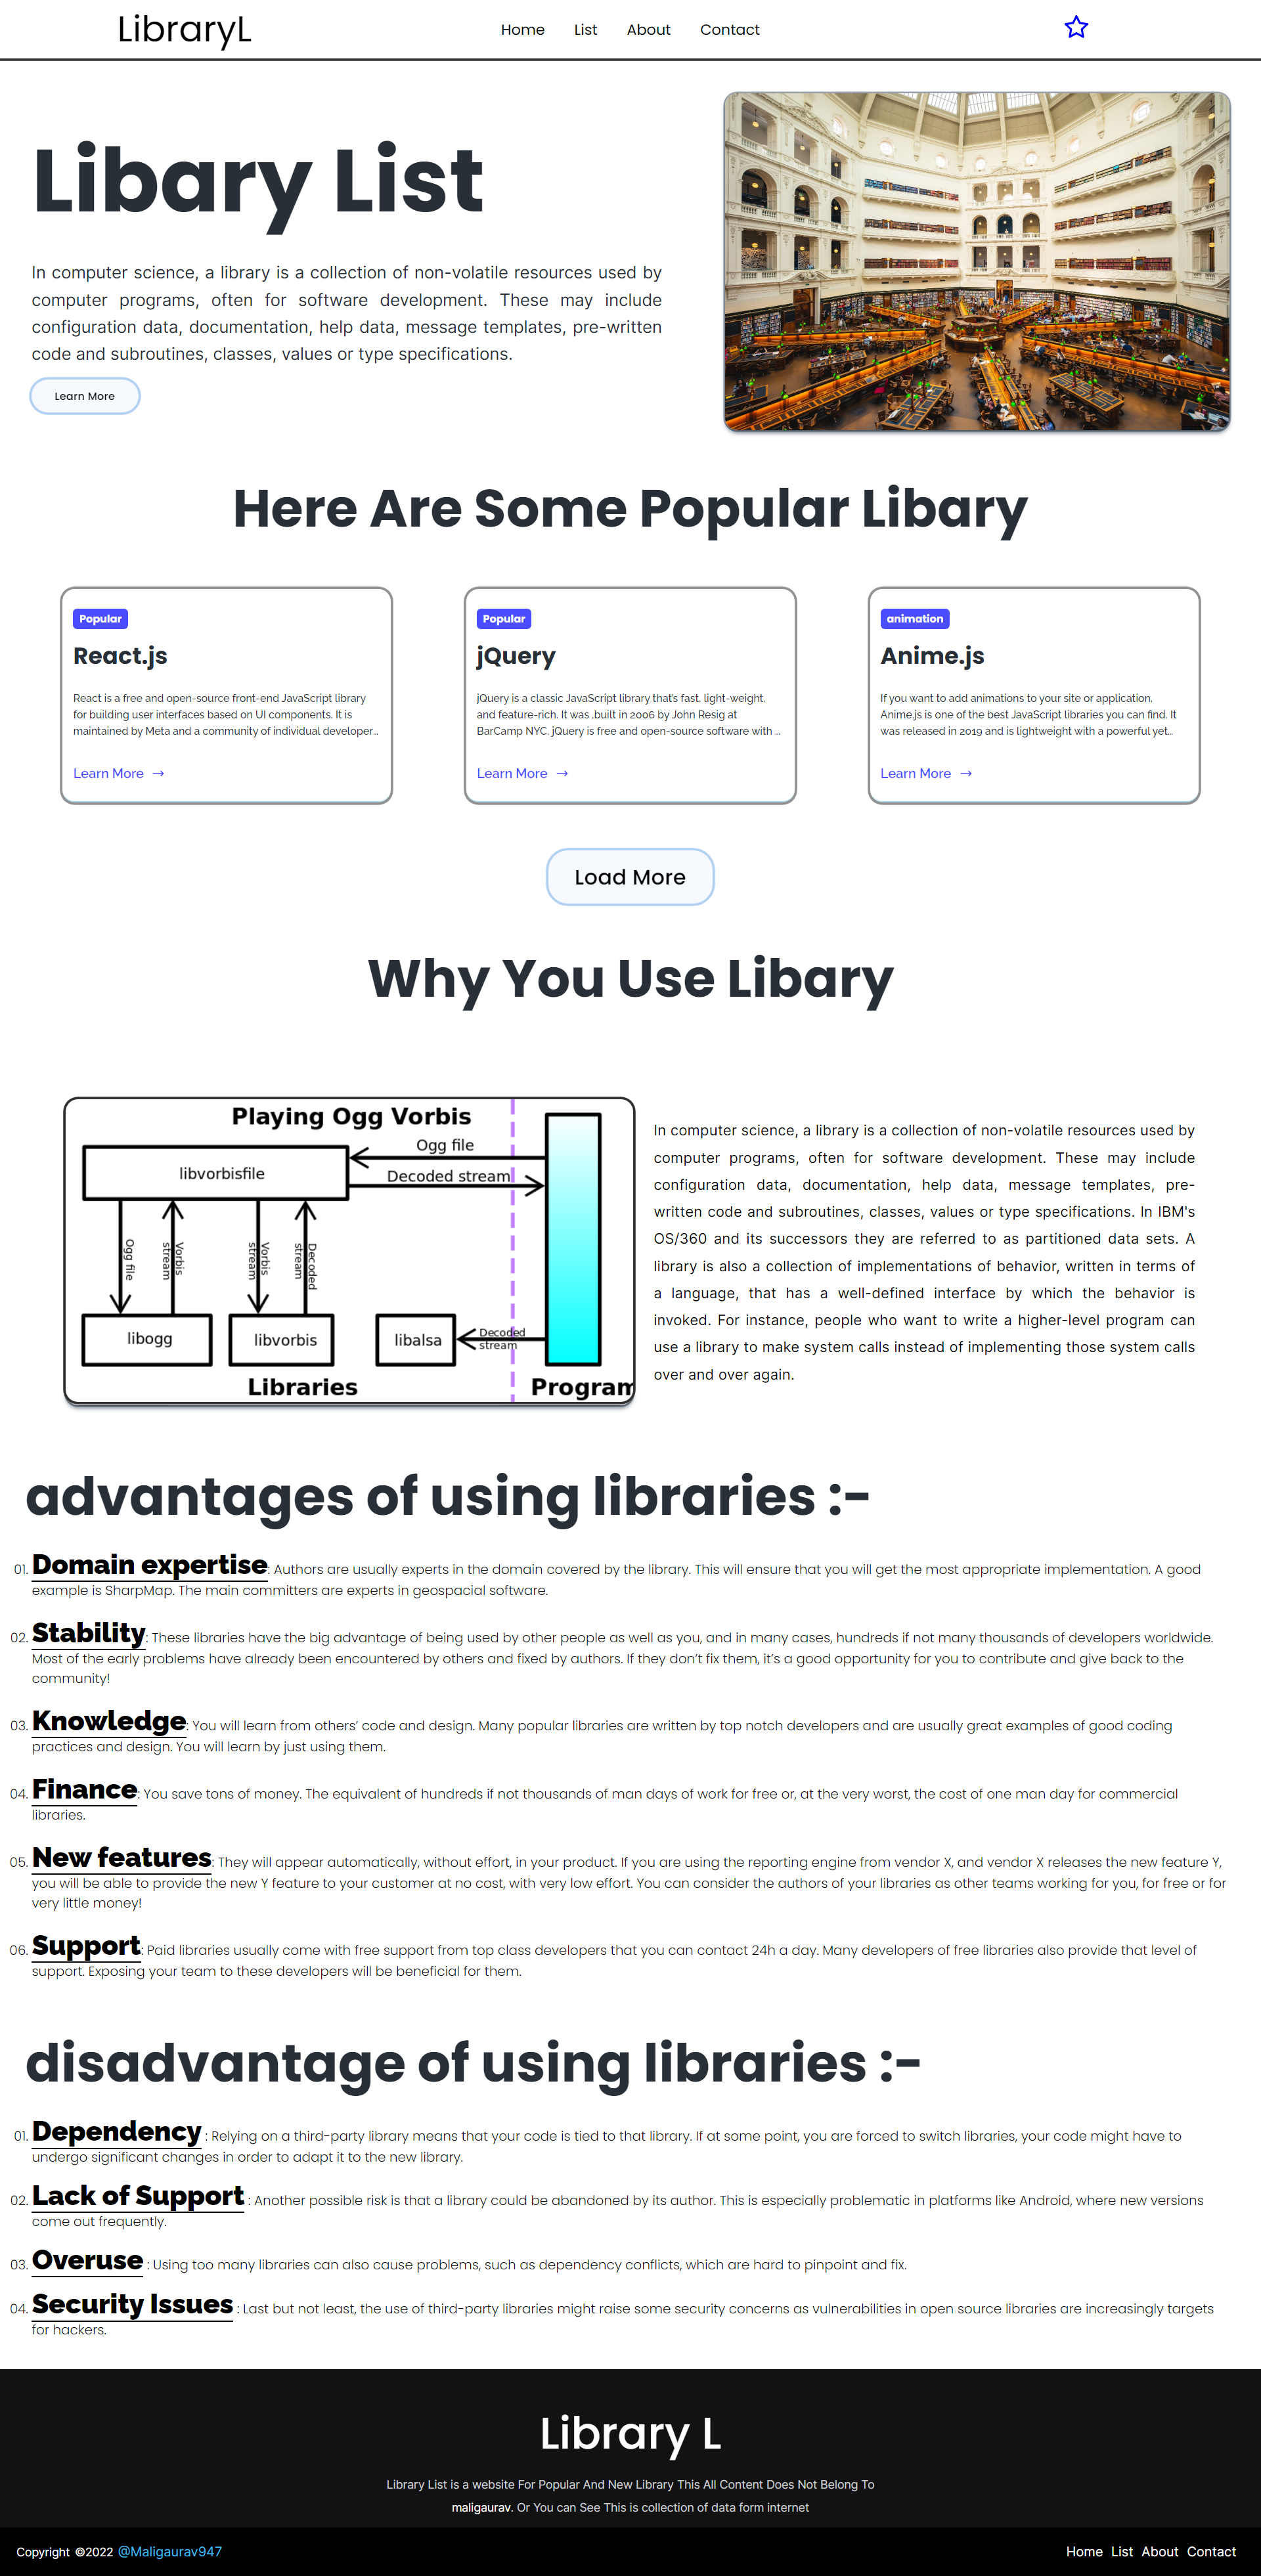 LibraryL
Home List About Contact
Libary List
In computer science, a library is a collection of non-volatile resources used by
computer programs, often for software development. These may include
configuration data, documentation, help data, message templates, pre-written
code and subroutines, classes, values or type specifications.
Learn More
Here Are Some Popular Libary
Popular
React.js
React is a free and open-source front-end JavaScript library
for building user interfaces based on UI components. It is
maintained by Meta and a community of individual developer...
Learn More →
Popular
jQuery
jQuery is a classic JavaScript library that's fast, light-weight,
and feature-rich. It was .built in 2006 by John Resig at
BarCamp NYC. jQuery is free and open-source software with ...
Learn More →
animation
Anime.js
If you want to add animations to your site or application,
Anime.js is one of the best JavaScript libraries you can find. It
was released in 2019 and is lightweight with a powerful yet...
Learn More →
Load More
Why You Use Libary
Playing Ogg Vorbis
Ogg file
libvorbisfile
Decoded stream
Ogg file
Vorbis
stream
Vorbis
stream
Decoded
stream
libogg
libvorbis
libalsa
Decoded
stream
Libraries
Program
In computer science, a library is a collection of non-volatile resources used by
computer programs, often for software development. These may include
configuration data, documentation, help data, message templates, pre-
written code and subroutines, classes, values or type specifications. In IBM's
OS/360 and its successors they are referred to as partitioned data sets. A
library is also a collection of implementations of behavior, written in terms of
a language, that has a well-defined interface by which the behavior is
invoked. For instance, people who want to write a higher-level program can
use a library to make system calls instead of implementing those system calls
over and over again.
advantages of using libraries :-
01. Domain expertise: Authors are usually experts in the domain covered by the library. This will ensure that you will get the most appropriate implementation. A good
example is SharpMap. The main committers are experts in geospacial software.
02. Stability: These libraries have the big advantage of being used by other people as well as you, and in many cases, hundreds if not many thousands of developers worldwide.
Most of the early problems have already been encountered by others and fixed by authors. If they don’t fix them, it’s a good opportunity for you to contribute and give back to the
community!
03. Knowledge: You will learn from others’ code and design. Many popular libraries are written by top notch developers and are usually great examples of good coding
practices and design. You will learn by just using them.
04. Finance: You save tons of money. The equivalent of hundreds if not thousands of man days of work for free or, at the very worst, the cost of one man day for commercial
libraries.
05. New features: They will appear automatically, without effort, in your product. If you are using the reporting engine from vendor X, and vendor X releases the new feature Y,
you will be able to provide the new Y feature to your customer at no cost, with very low effort. You can consider the authors of your libraries as other teams working for you, for free or for
very little money!
06. Support: Paid libraries usually come with free support from top class developers that you can contact 24h a day. Many developers of free libraries also provide that level of
support. Exposing your team to these developers will be beneficial for them.
disadvantage of using libraries :-
01. Dependency : Relying on a third-party library means that your code is tied to that library. If at some point, you are forced to switch libraries, your code might have to
undergo significant changes in order to adapt it to the new library.
02. Lack of Support : Another possible risk is that a library could be abandoned by its author. This is especially problematic in platforms like Android, where new versions
come out frequently.
03. Overuse : Using too many libraries can also cause problems, such as dependency conflicts, which are hard to pinpoint and fix.
04. Security Issues : Last but not least, the use of third-party libraries might raise some security concerns as vulnerabilities in open source libraries are increasingly targets
for hackers.
Library L
Library List is a website For Popular And New Library This All Content Does Not Belong To
maligaurav. Or You can See This is collection of data form internet
Copyright ©2022 @Maligaurav947
Home List About Contact